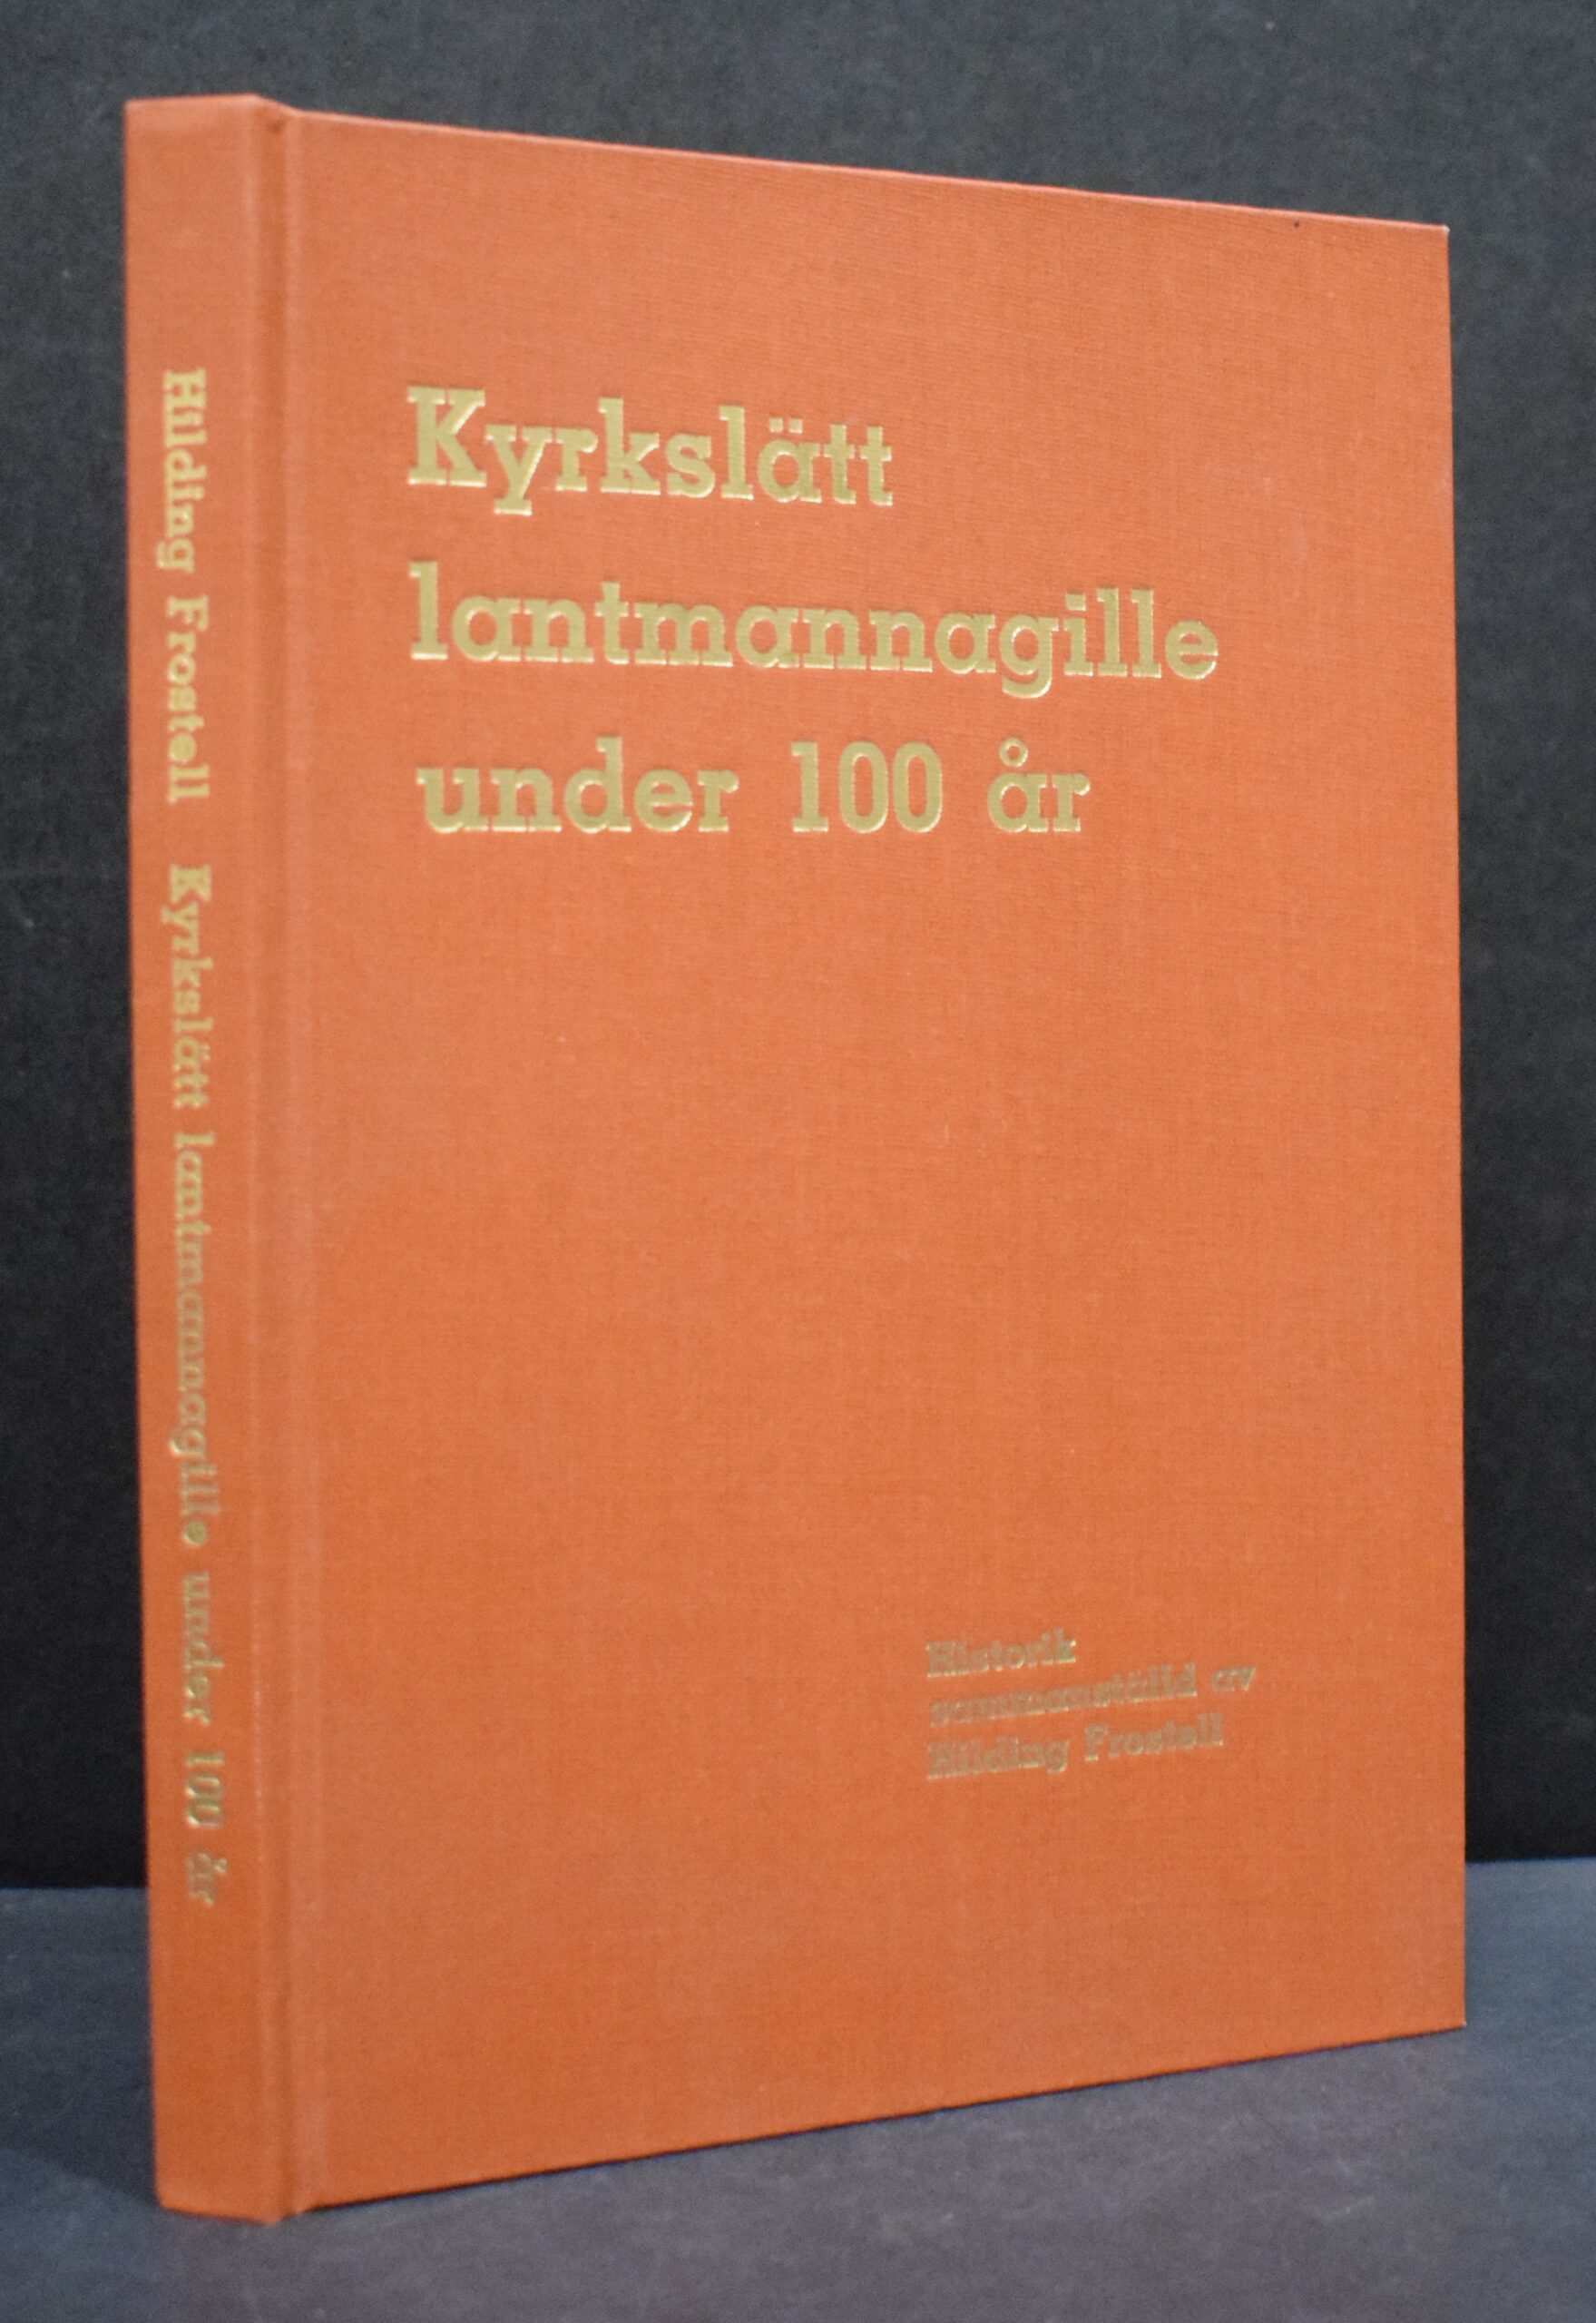 Kyrkslätt
lantmannagille
under 100 år
Historik
sammanställd av
Hilding Frostell
Hilding Frostell Kyrkslätt lantmannagille under 100 år